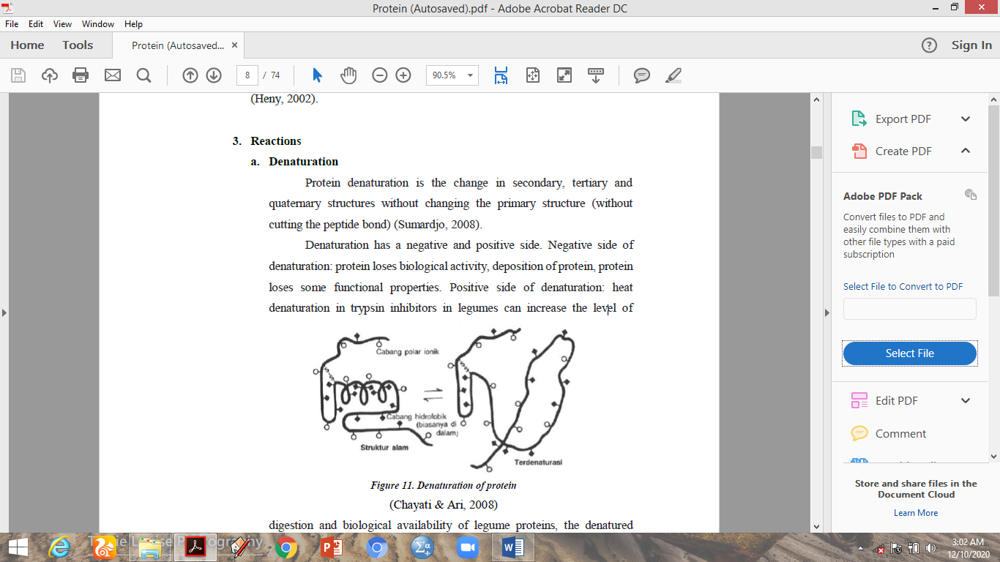 Protein (Autosaved).pdf - Adobe Acrobat Reader DC
File Edit View Window Help
Home Tools Protein (Autosaved... × Sign In
8 / 74 90.5%
(Heny, 2002).
3. Reactions
a. Denaturation
Protein denaturation is the change in secondary, tertiary and
quaternary structures without changing the primary structure (without
cutting the peptide bond) (Sumardjo, 2008).
Denaturation has a negative and positive side. Negative side of
denaturation: protein loses biological activity, deposition of protein, protein
loses some functional properties. Positive side of denaturation: heat
denaturation in trypsin inhibitors in legumes can increase the level of
Cabang polar ionik
S
S
S
S
Cabang hidrofobik
(biasanya di
dalam)
Struktur alam
Terdenaturasi
Figure 11. Denaturation of protein
(Chayati & Ari, 2008)
digestion and biological availability of legume proteins, the denatured
Export PDF
Create PDF
Adobe PDF Pack
Convert files to PDF and
easily combine them with
other file types with a paid
subscription
Select File to Convert to PDF
Select File
Edit PDF
Comment
Store and share files in the
Document Cloud
Learn More
3:02 AM
12/10/2020